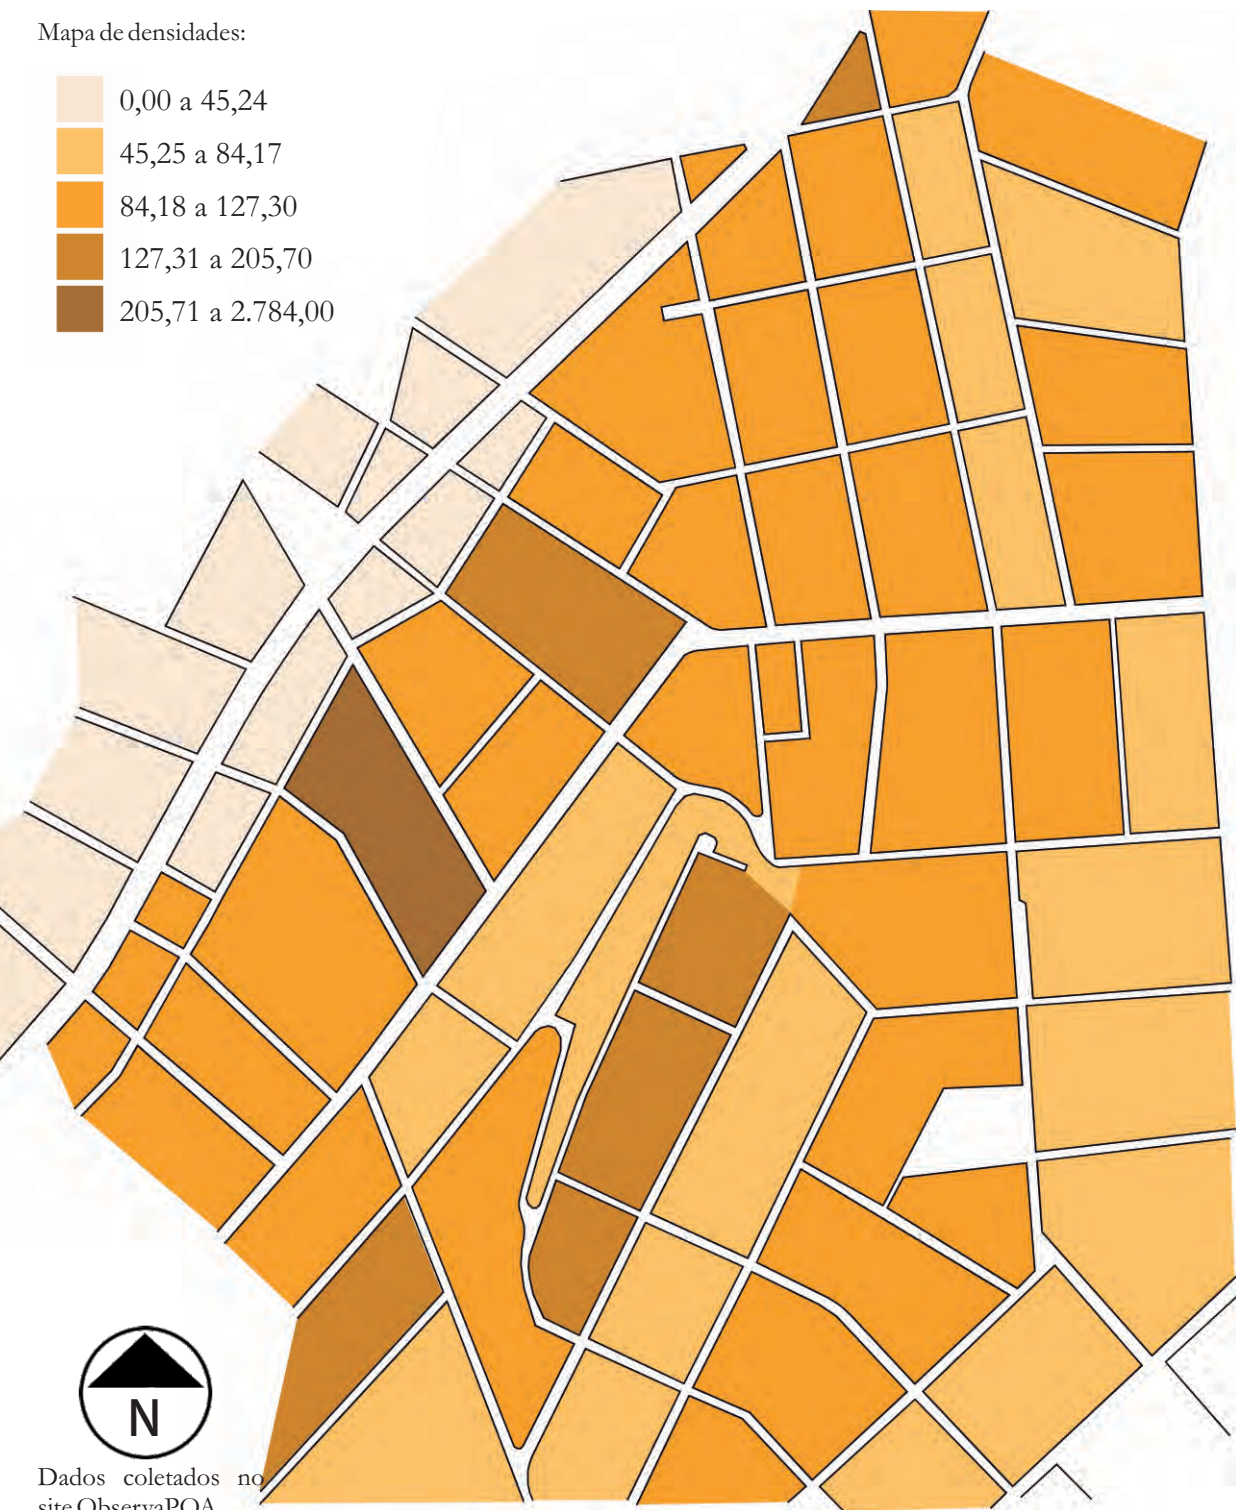 Mapa de densidades:
0,00 a 45,24
45,25 a 84,17
84,18 a 127,30
127,31 a 205,70
205,71 a 2.784,00
N
Dados coletados no
site ObservaPOA